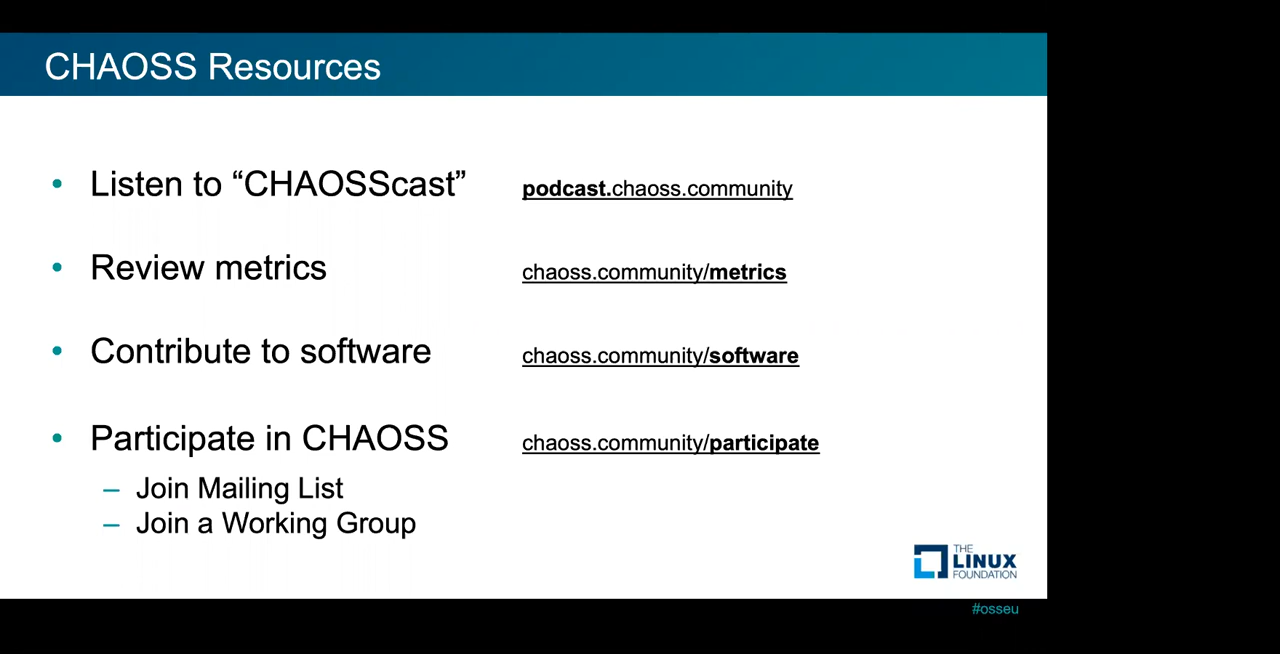 CHAOSS Resources
• Listen to “CHAOSScast” podcast.chaoss.community
• Review metrics chaoss.community/metrics
• Contribute to software chaoss.community/software
• Participate in CHAOSS chaoss.community/participate
– Join Mailing List
– Join a Working Group
THE
LINUX
FOUNDATION
#osseu